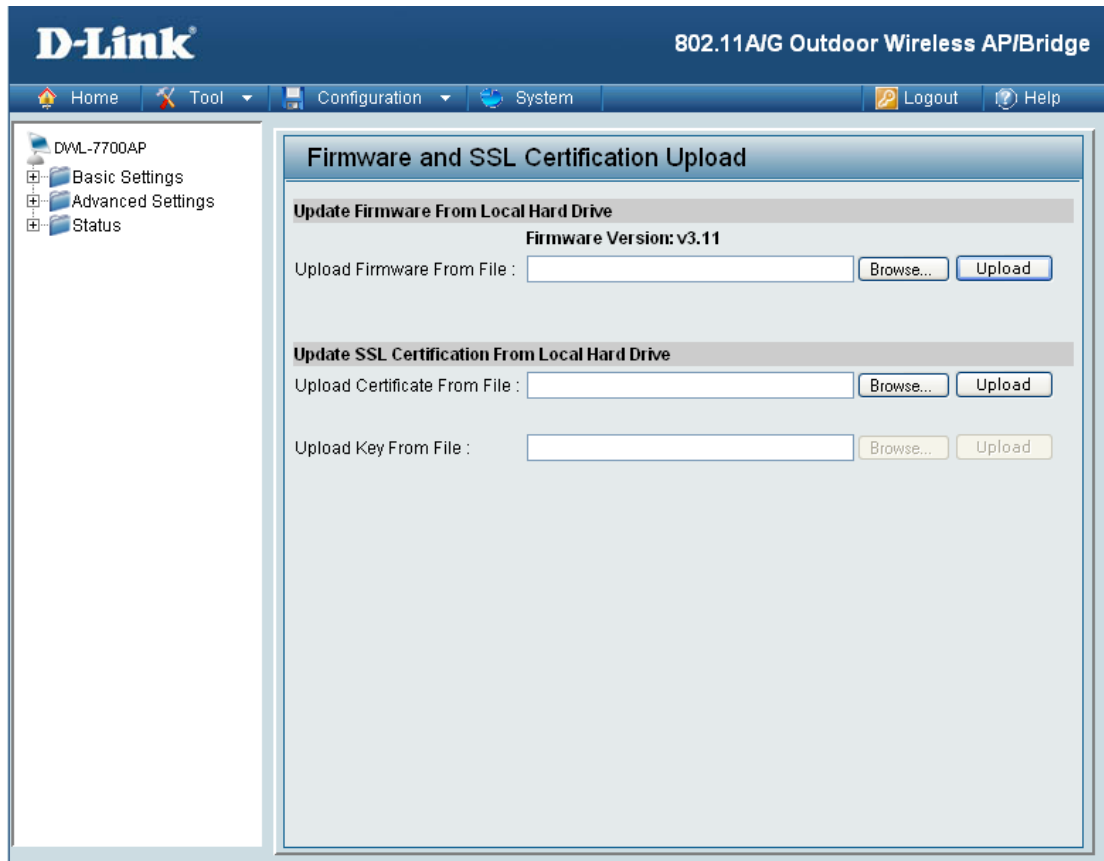 D-Link
802.11A/G Outdoor Wireless AP/Bridge
Home Tool Configuration System Logout Help
DWL-7700AP
Basic Settings
Advanced Settings
Status
Firmware and SSL Certification Upload
Update Firmware From Local Hard Drive
Firmware Version: v3.11
Upload Firmware From File : Browse... Upload
Update SSL Certification From Local Hard Drive
Upload Certificate From File : Browse... Upload
Upload Key From File : Browse... Upload